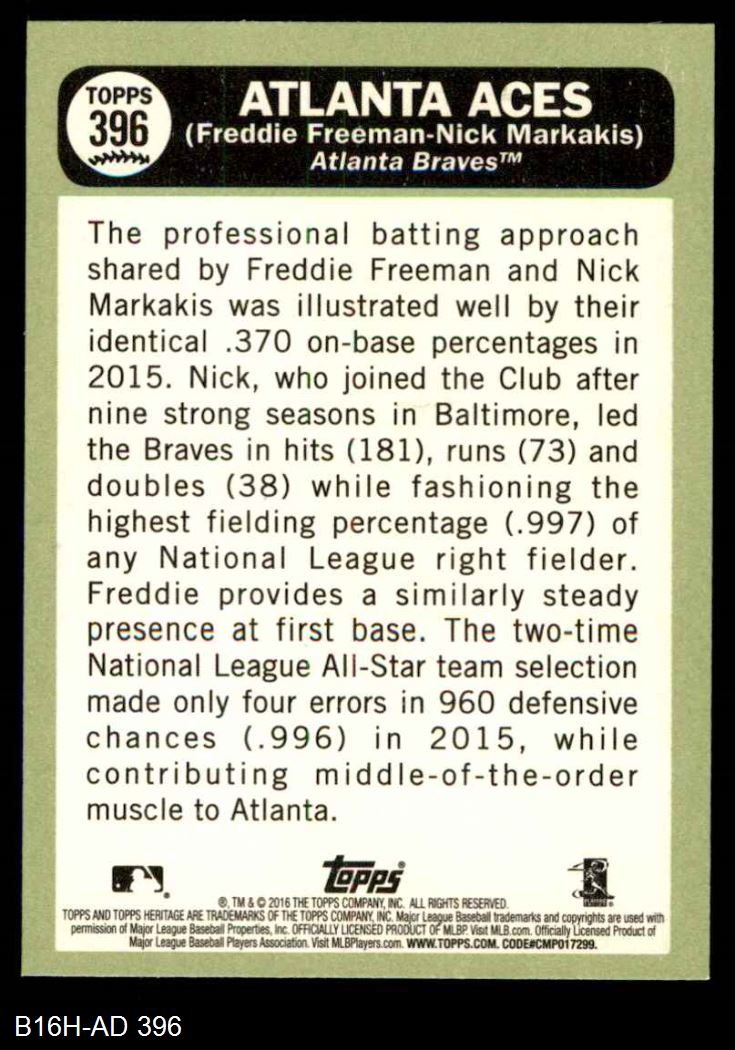 TOPPS
396
ATLANTA ACES
(Freddie Freeman-Nick Markakis)
Atlanta Braves™
The professional batting approach
shared by Freddie Freeman and Nick
Markakis was illustrated well by their
identical .370 on-base percentages in
2015. Nick, who joined the Club after
nine strong seasons in Baltimore, led
the Braves in hits (181), runs (73) and
doubles (38) while fashioning the
highest fielding percentage (.997) of
any National League right fielder.
Freddie provides a similarly steady
presence at first base. The two-time
National League All-Star team selection
made only four errors in 960 defensive
chances (.996) in 2015, while
contributing middle-of-the-order
muscle to Atlanta.
topps®
®, TM & © 2016 THE TOPPS COMPANY, INC. ALL RIGHTS RESERVED.
TOPPS AND TOPPS HERITAGE ARE TRADEMARKS OF THE TOPPS COMPANY, INC. Major League Baseball trademarks and copyrights are used with
permission of Major League Baseball Properties, Inc. OFFICIALLY LICENSED PRODUCT OF MLBP. Visit MLB.com. Officially Licensed Product of
Major League Baseball Players Association. Visit MLBPlayers.com. WWW.TOPPS.COM. CODE#CMP017299.
B16H-AD 396